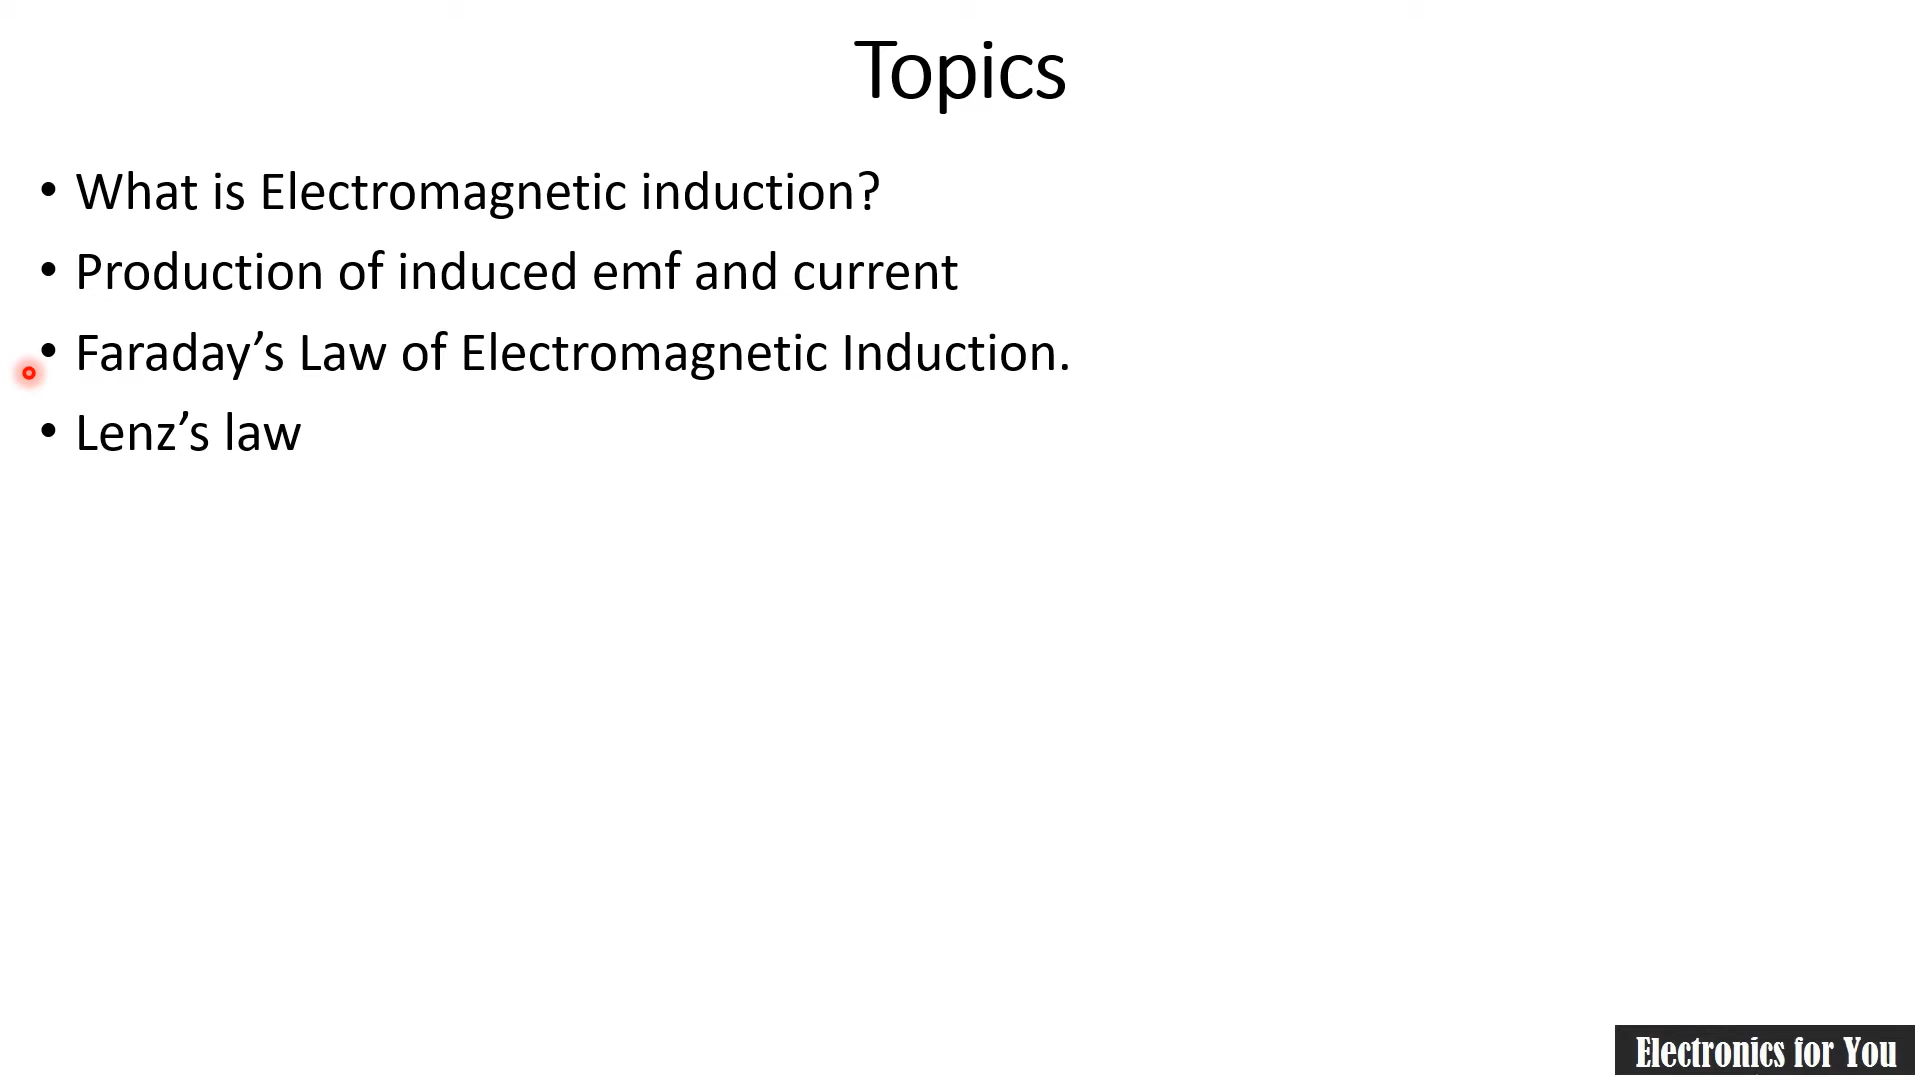 Topics
• What is Electromagnetic induction?
• Production of induced emf and current
• Faraday’s Law of Electromagnetic Induction.
• Lenz’s law
Electronics for You